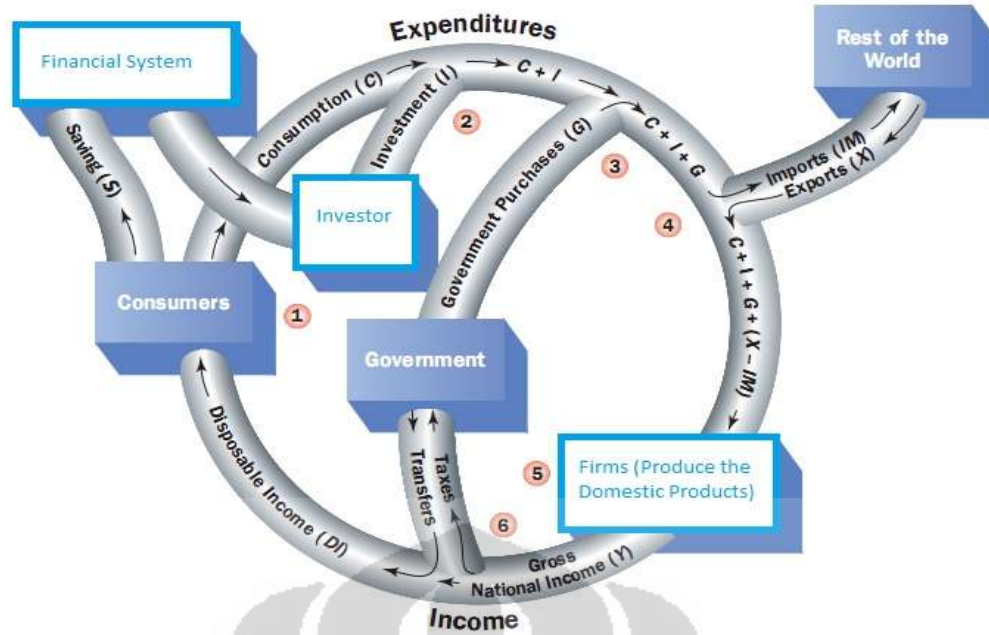 Expenditures
Financial System
Rest of the
World
Consumption (C)
Investment (I)
C + I
2
Saving (S)
Government Purchases (G)
3
C + I + G
Imports (IM)
Exports (X)
4
Investor
C + I + G + (X – IM)
Consumers
1
Government
Disposable Income (DI)
Transfers
Taxes
5
Firms (Produce the
Domestic Products)
6
Gross
National Income (Y)
Income